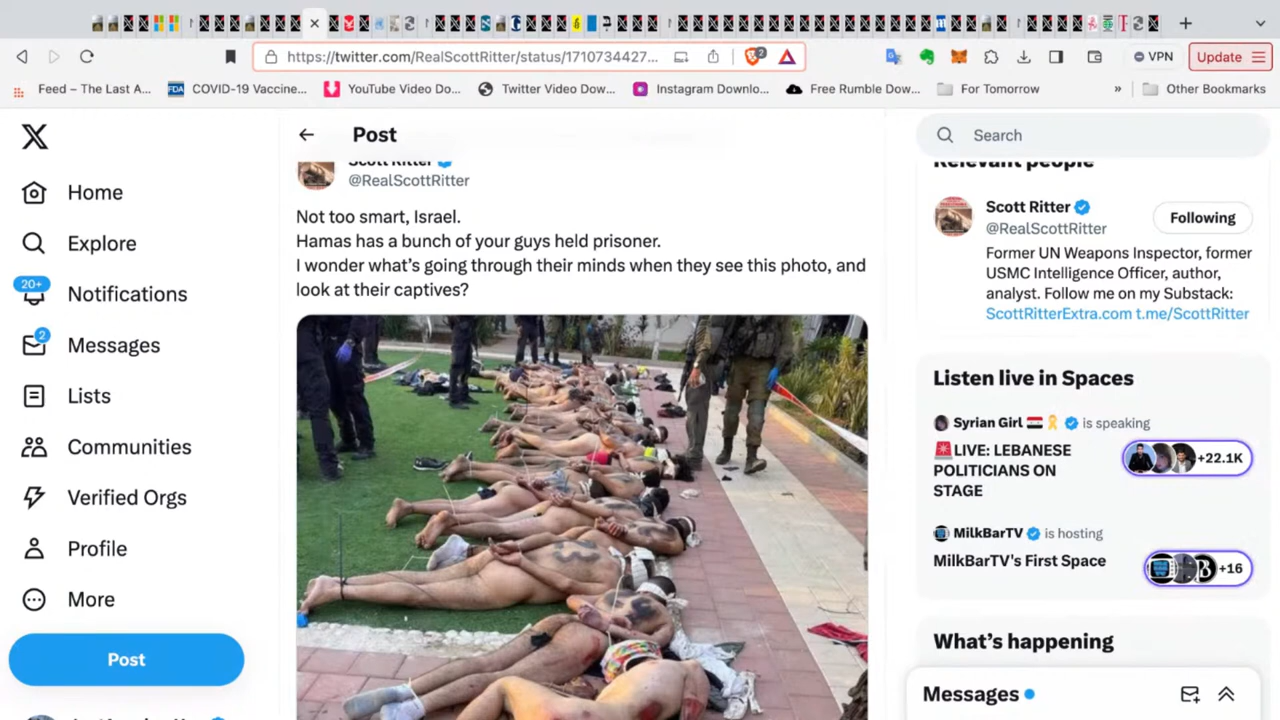 https://twitter.com/RealScottRitter/status/1710734427...
2
VPN
Update
Feed – The Last A...
FDA
COVID-19 Vaccine...
YouTube Video Do...
Twitter Video Dow...
Instagram Downlo...
Free Rumble Dow...
For Tomorrow
»
Other Bookmarks
Post
Search
Home
Explore
20+
Notifications
2
Messages
Lists
Communities
Verified Orgs
Profile
More
Post
Scott Ritter
@RealScottRitter
Not too smart, Israel.
Hamas has a bunch of your guys held prisoner.
I wonder what's going through their minds when they see this photo, and
look at their captives?
Relevant people
Scott Ritter
@RealScottRitter
Following
Former UN Weapons Inspector, former
USMC Intelligence Officer, author,
analyst. Follow me on my Substack:
ScottRitterExtra.com t.me/ScottRitter
Listen live in Spaces
Syrian Girl is speaking
LIVE: LEBANESE
POLITICIANS ON
STAGE
+22.1K
MilkBarTV is hosting
MilkBarTV's First Space
+16
What's happening
Messages